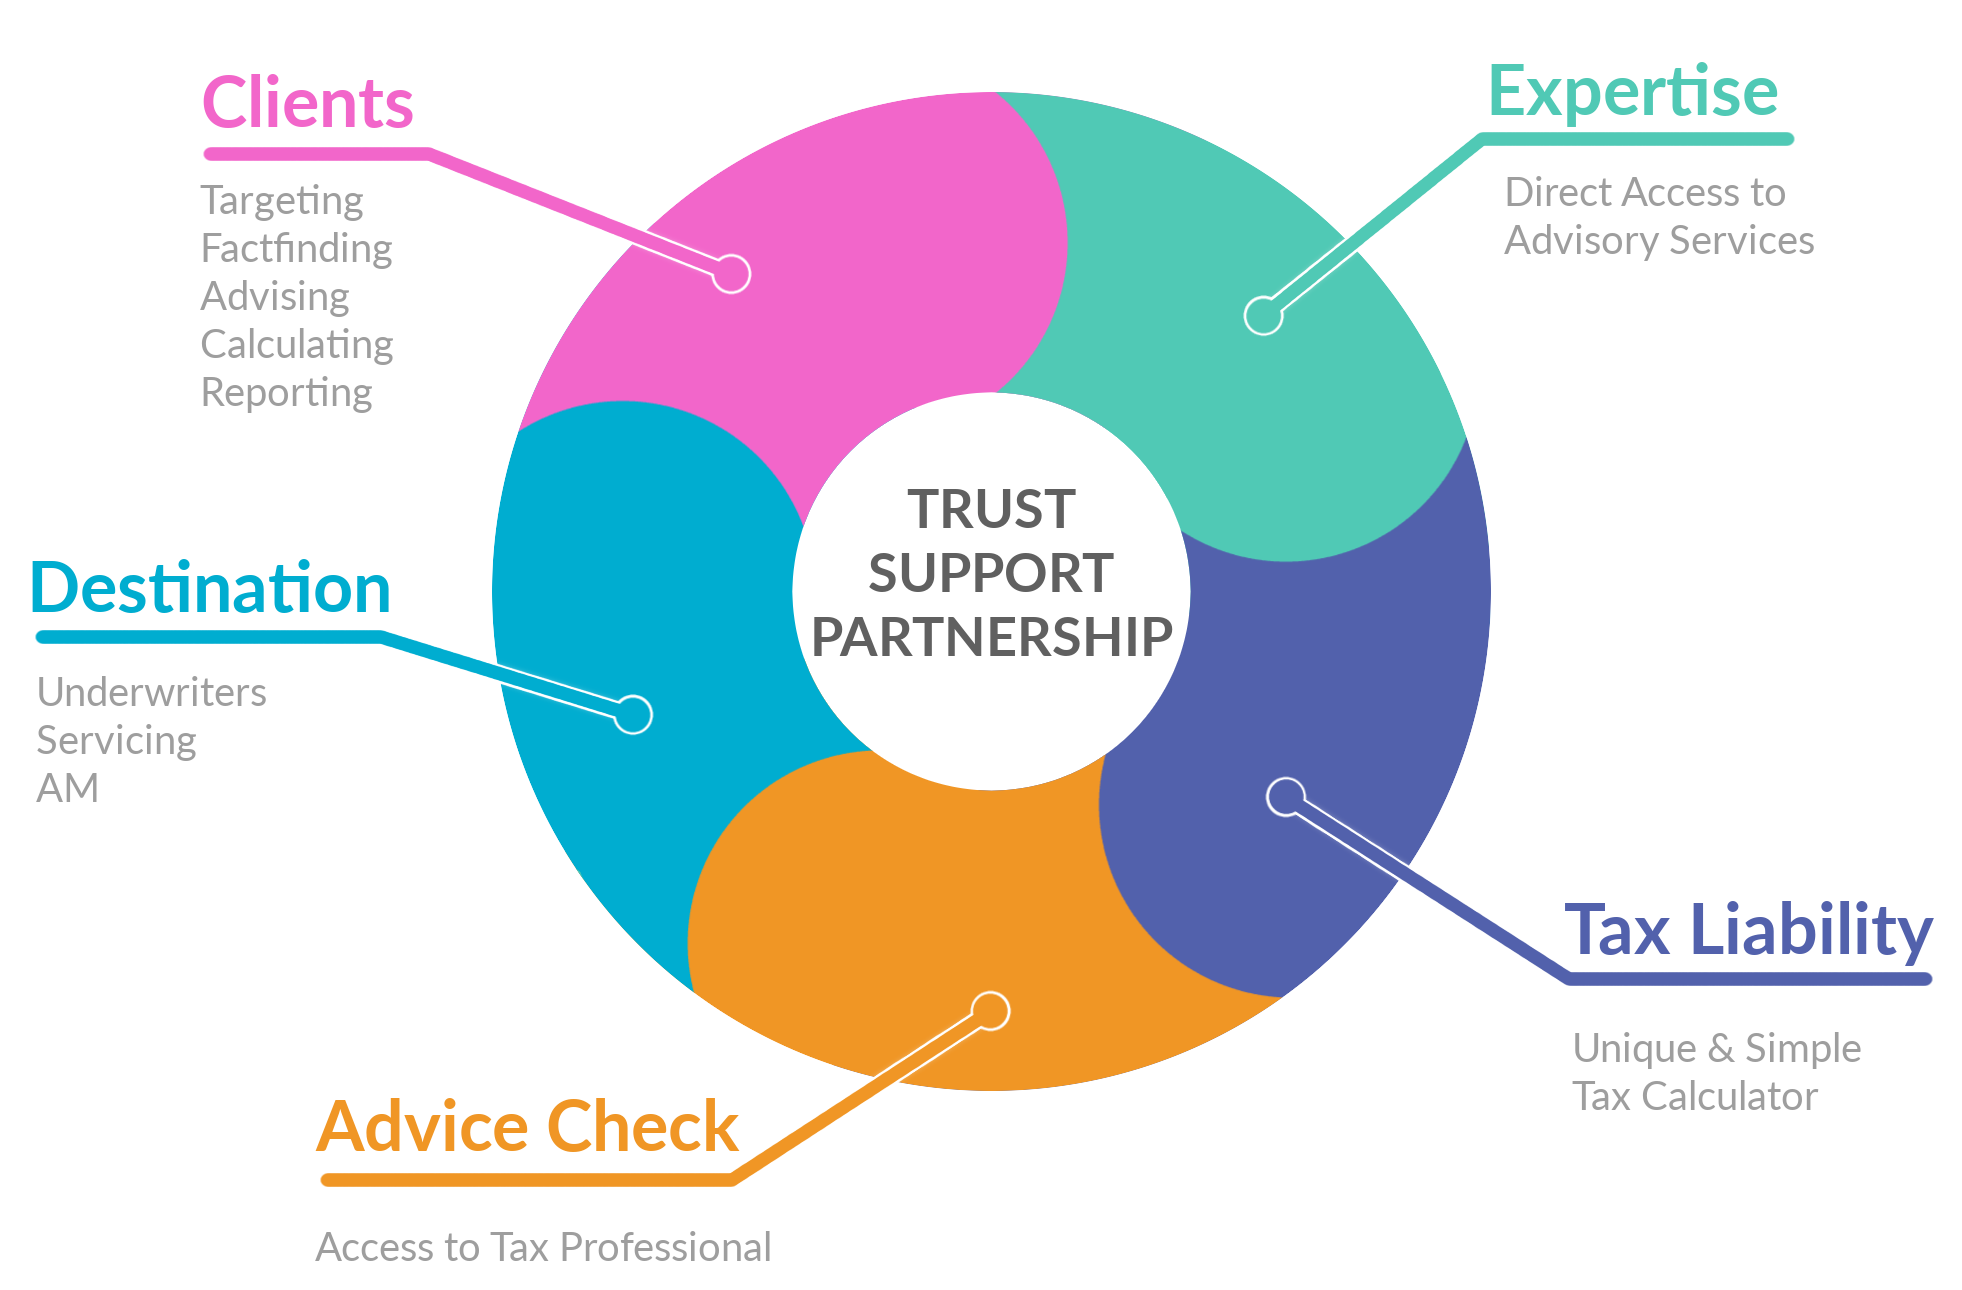 Clients
Targeting
Factfinding
Advising
Calculating
Reporting
Expertise
Direct Access to
Advisory Services
TRUST
SUPPORT
PARTNERSHIP
Destination
Underwriters
Servicing
AM
Tax Liability
Unique & Simple
Tax Calculator
Advice Check
Access to Tax Professional